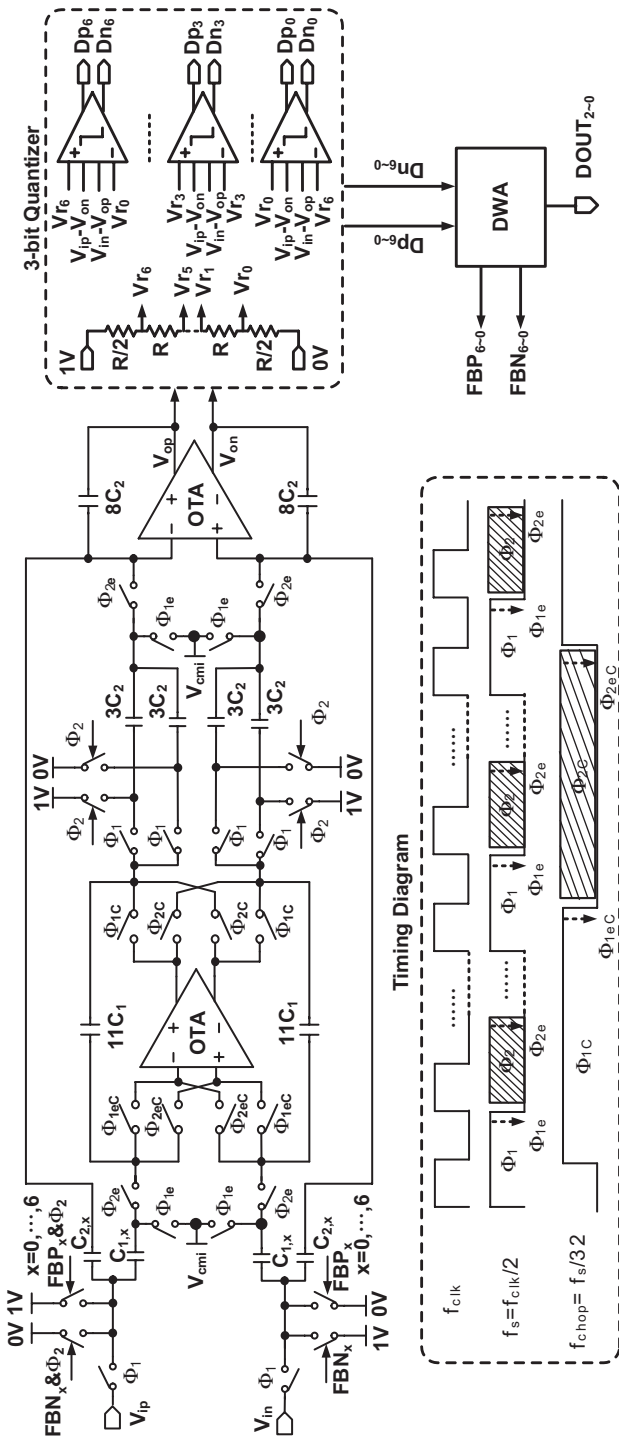 3-bit Quantizer
1V
R/2
Vr6
R
Vr5
Vr1
R
Vr0
R/2
0V
Vr6
Vip-Von
Vin-Vop
Vr0
Dp6
Dn6
Vr3
Vip-Von
Vin-Vop
Vr3
Dp3
Dn3
Vr0
Vip-Von
Vin-Vop
Vr6
Dp0
Dn0
Dp6~0
Dn6~0
DWA
FBP6~0
FBN6~0
DOUT2~0
0V 1V
FBNx&Φ2
FBPx&Φ2
x=0,...,6
Vip
Φ1
C2,x
C1,x
Φ2e
Φ1e
Vcmi
Φ1e
Φ2e
C1,x
C2,x
Vin
Φ1
FBNx
FBPx
1V 0V
x=0,...,6
11C1
Φ1eC
Φ2eC
Φ2eC
Φ1eC
OTA
Φ1C
Φ2C
Φ2C
Φ1C
11C1
1V 0V
Φ2
Φ2
Φ1
Φ1
Φ1
Φ1
3C2
3C2
3C2
3C2
Φ2
Φ2
1V 0V
Φ2e
Φ1e
Vcmi
Φ1e
Φ2e
8C2
OTA
Vop
Von
8C2
Timing Diagram
fclk
fs=fclk/2
Φ1
Φ1e
Φ2
Φ2e
Φ1
Φ1e
Φ2
Φ2e
Φ1
Φ1e
Φ2
Φ2e
fchop= fs/32
Φ1C
Φ1eC
Φ2C
Φ2eC